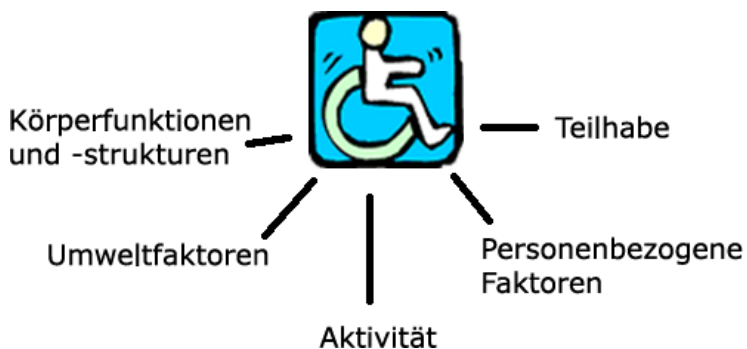 Körperfunktionen
und -strukturen
Teilhabe
Umweltfaktoren
Personenbezogene
Faktoren
Aktivität